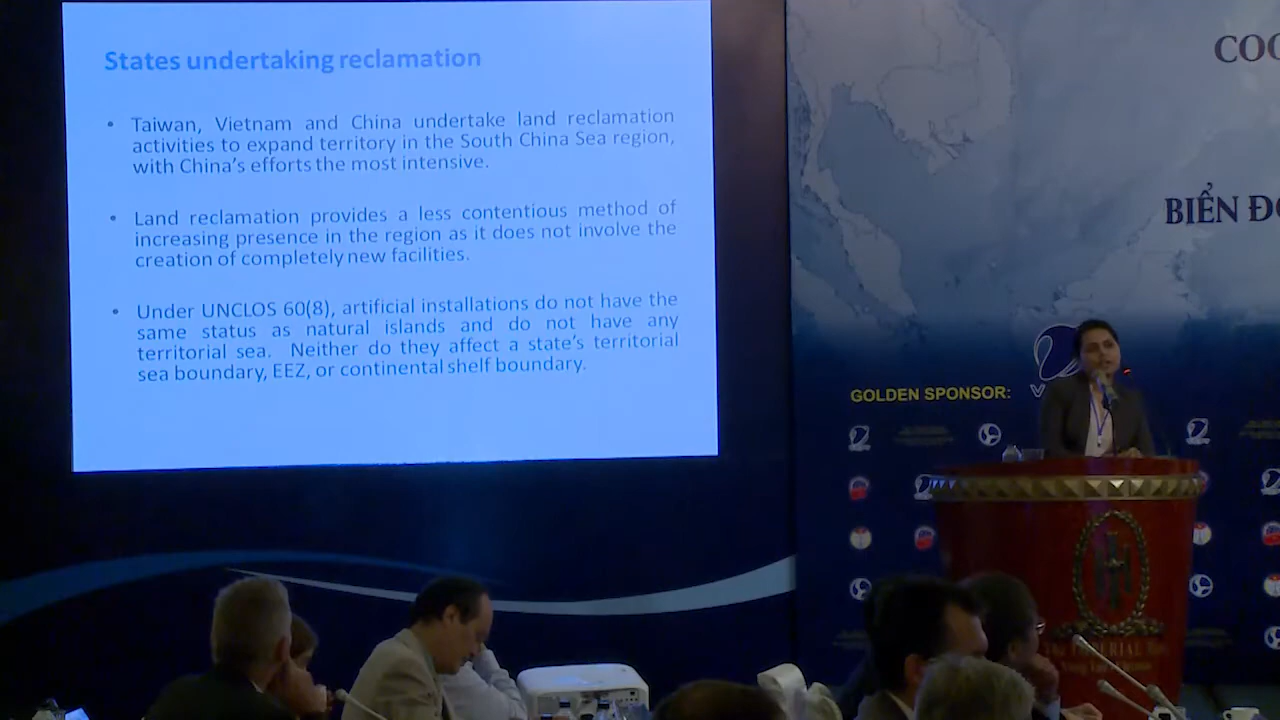 States undertaking reclamation
• Taiwan, Vietnam and China undertake land reclamation
activities to expand territory in the South China Sea region,
with China's efforts the most intensive.
• Land reclamation provides a less contentious method of
increasing presence in the region as it does not involve the
creation of completely new facilities.
• Under UNCLOS 60(8), artificial installations do not have the
same status as natural islands and do not have any
territorial sea. Neither do they affect a state's territorial
sea boundary, EEZ, or continental shelf boundary.
COO
BIỂN ĐÔ
GOLDEN SPONSOR:
The IMPERIAL